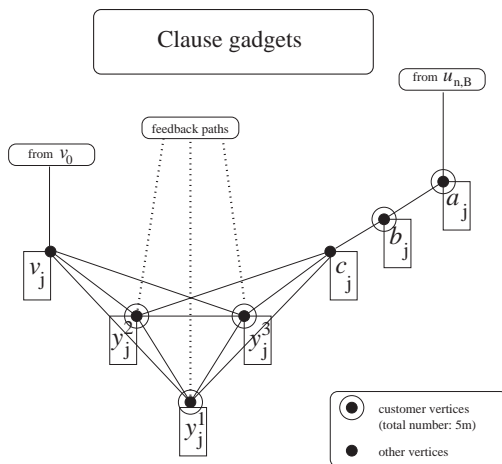 Clause gadgets
from u_{n,B}
feedback paths
from v_0
a_j
b_j
v_j
c_j
y_j^2
y_j^3
y_j^1
customer vertices
(total number: 5m)
other vertices